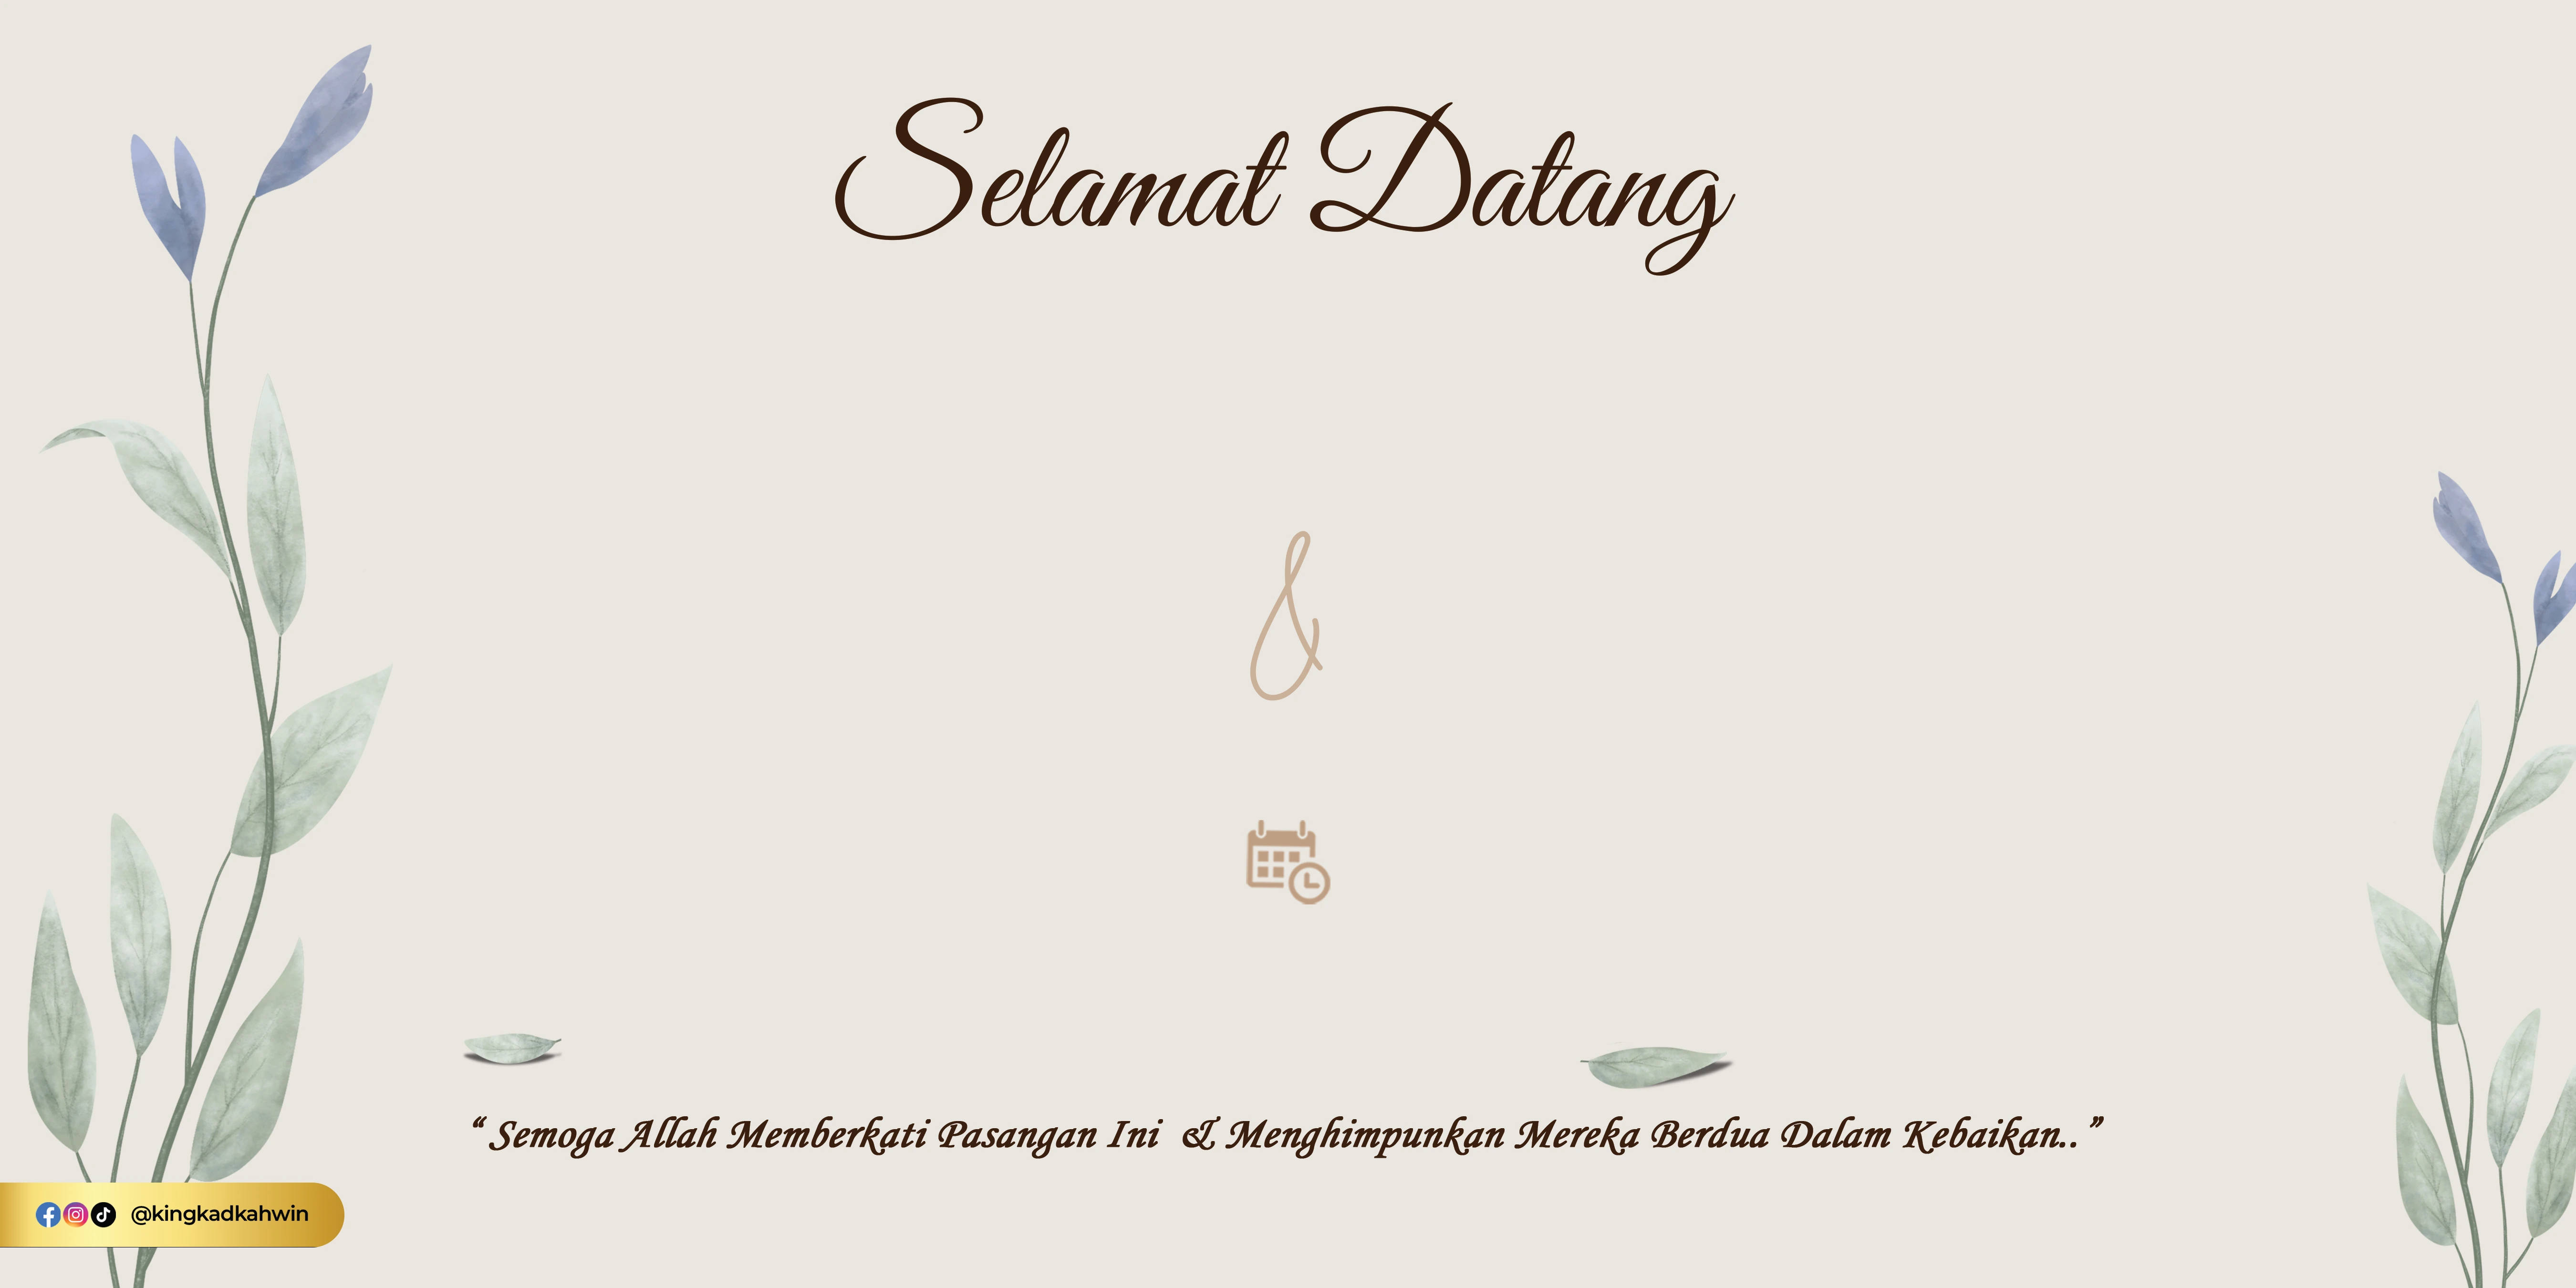 Selamat Datang
&
“ Semoga Allah Memberkati Pasangan Ini & Menghimpunkan Mereka Berdua Dalam Kebaikan.. ”
@kingkadkahwin